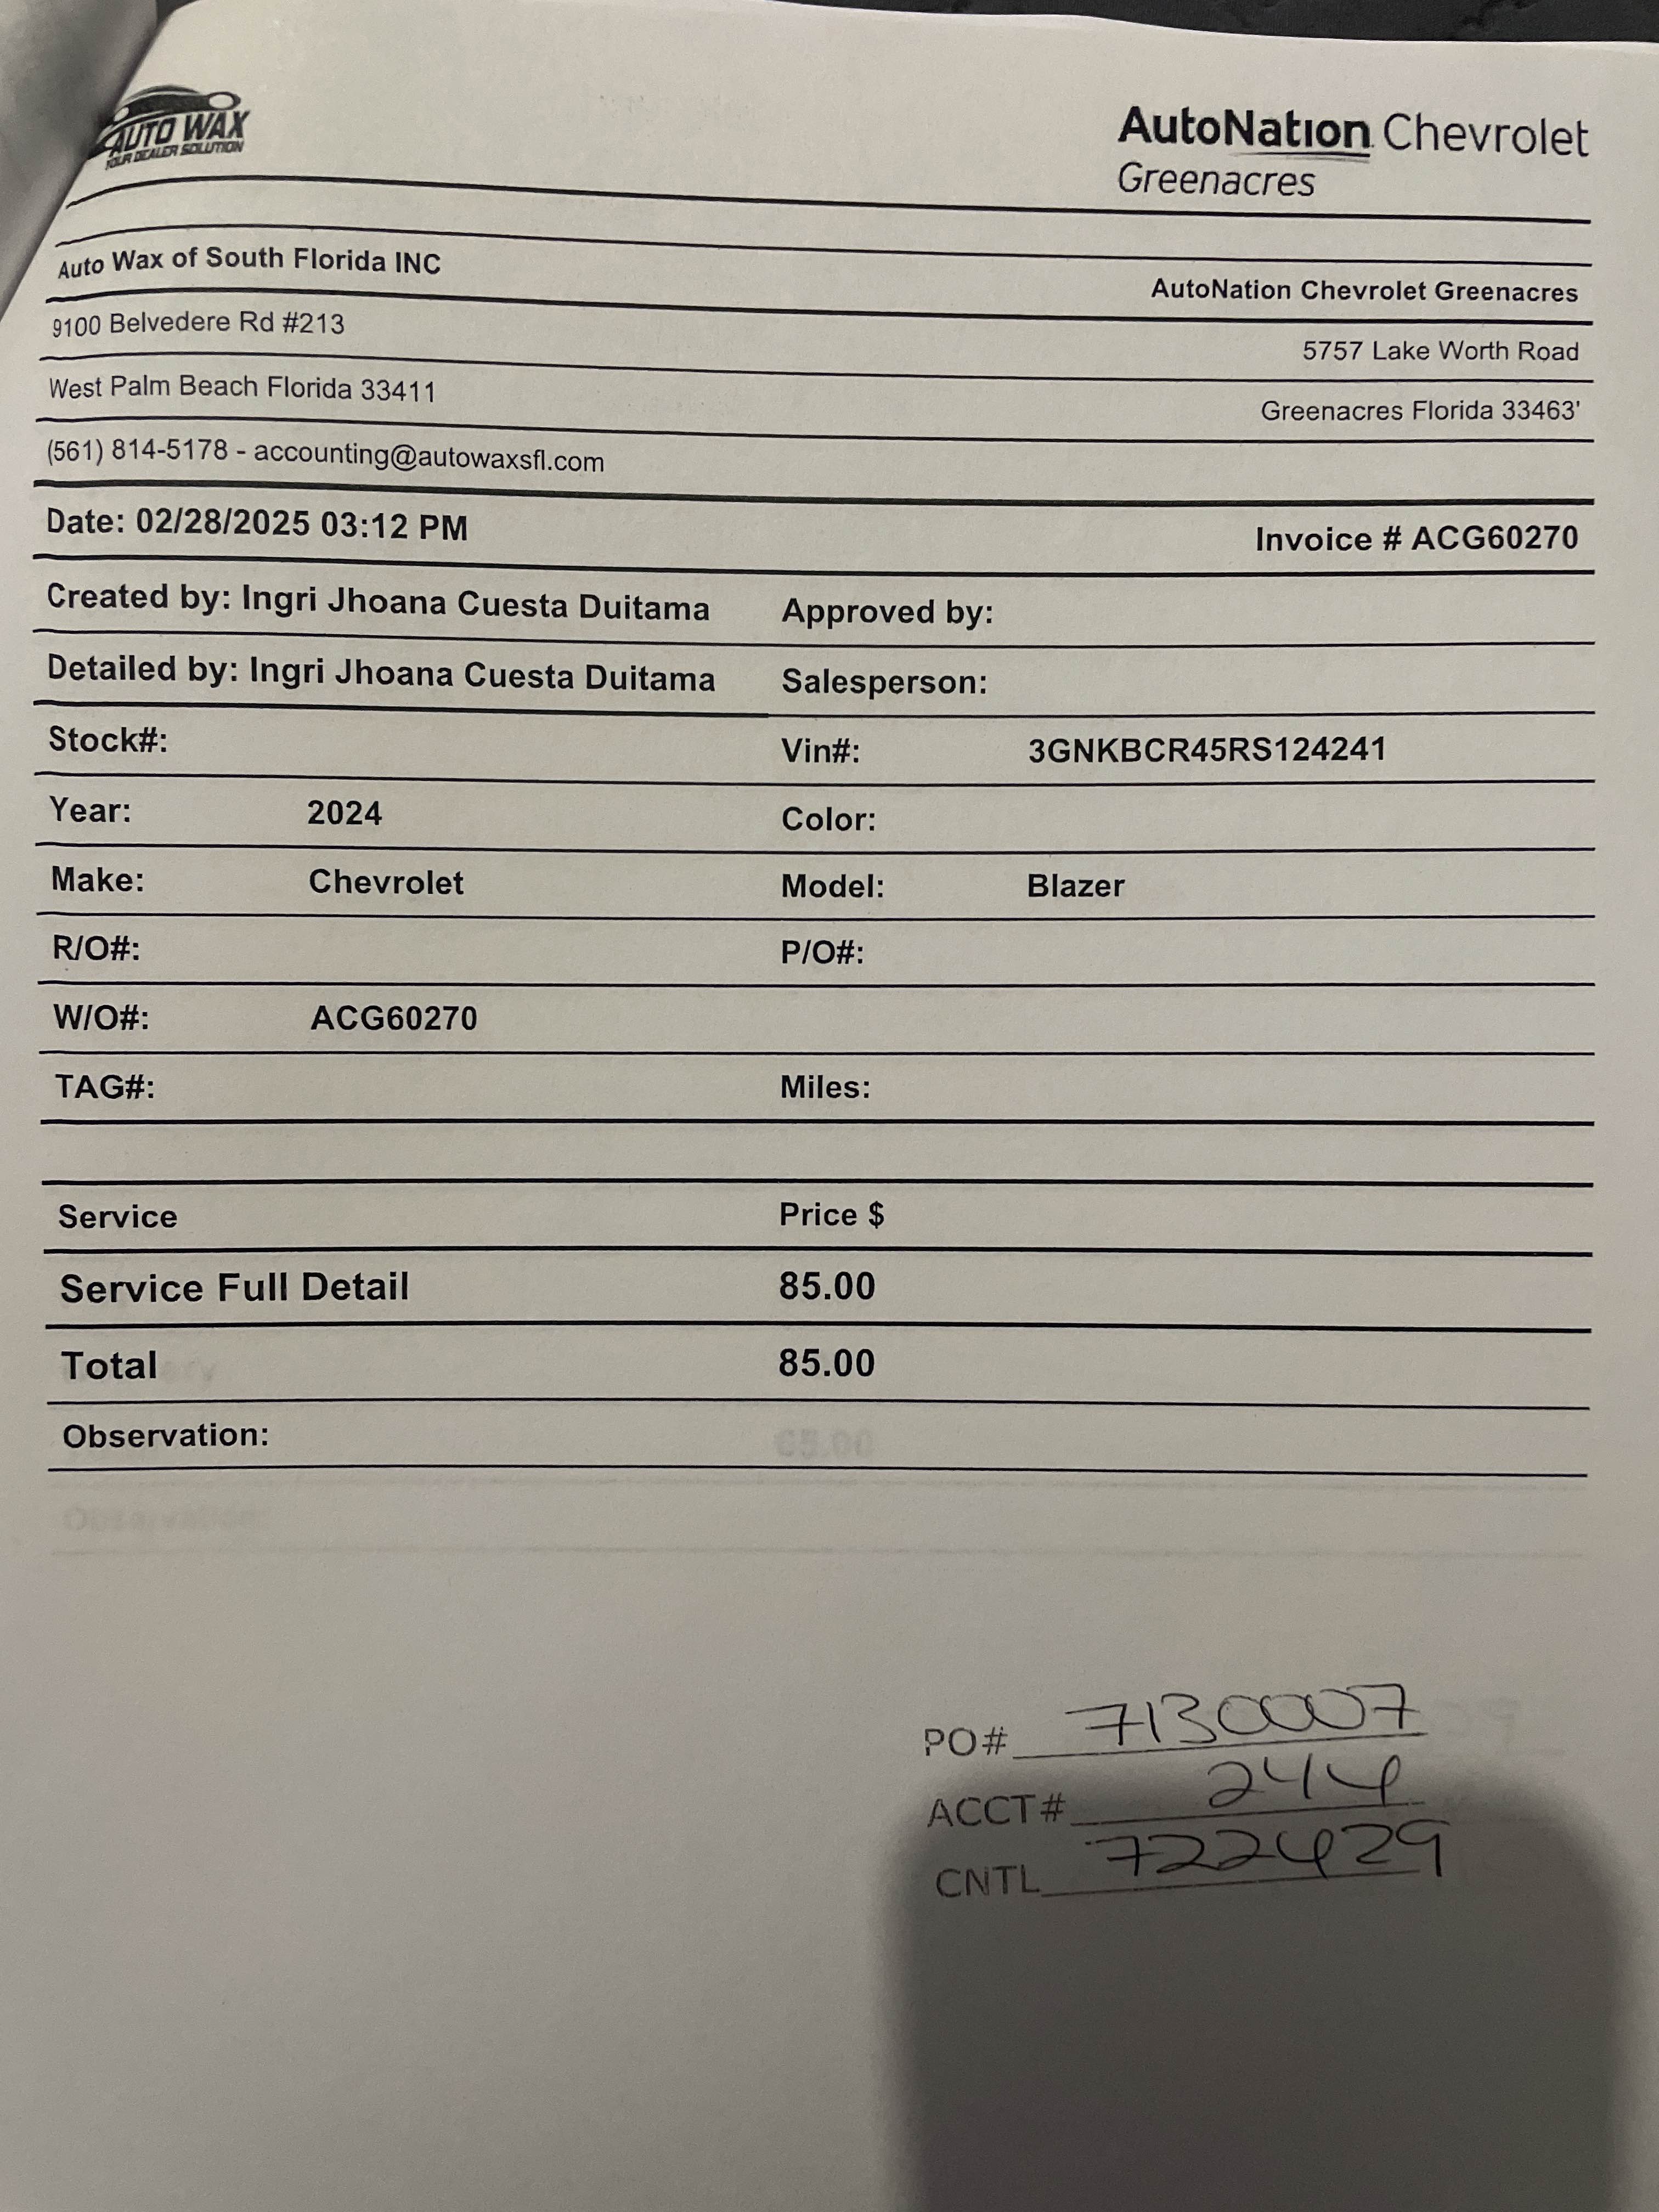 AUTO WAX
YOUR DEALER SOLUTION
AutoNation Chevrolet
Greenacres
Auto Wax of South Florida INC
AutoNation Chevrolet Greenacres
9100 Belvedere Rd #213
5757 Lake Worth Road
West Palm Beach Florida 33411
Greenacres Florida 33463'
(561) 814-5178 - accounting@autowaxsfl.com
Date: 02/28/2025 03:12 PM Invoice # ACG60270
Created by: Ingri Jhoana Cuesta Duitama Approved by:
Detailed by: Ingri Jhoana Cuesta Duitama Salesperson:
Stock#: Vin#: 3GNKBCR45RS124241
Year: 2024 Color:
Make: Chevrolet Model: Blazer
R/O#: P/O#:
W/O#: ACG60270
TAG#: Miles:
Service Price $
Service Full Detail 85.00
Total 85.00
Observation:
PO# 7130007
ACCT# 244
CNTL 722429